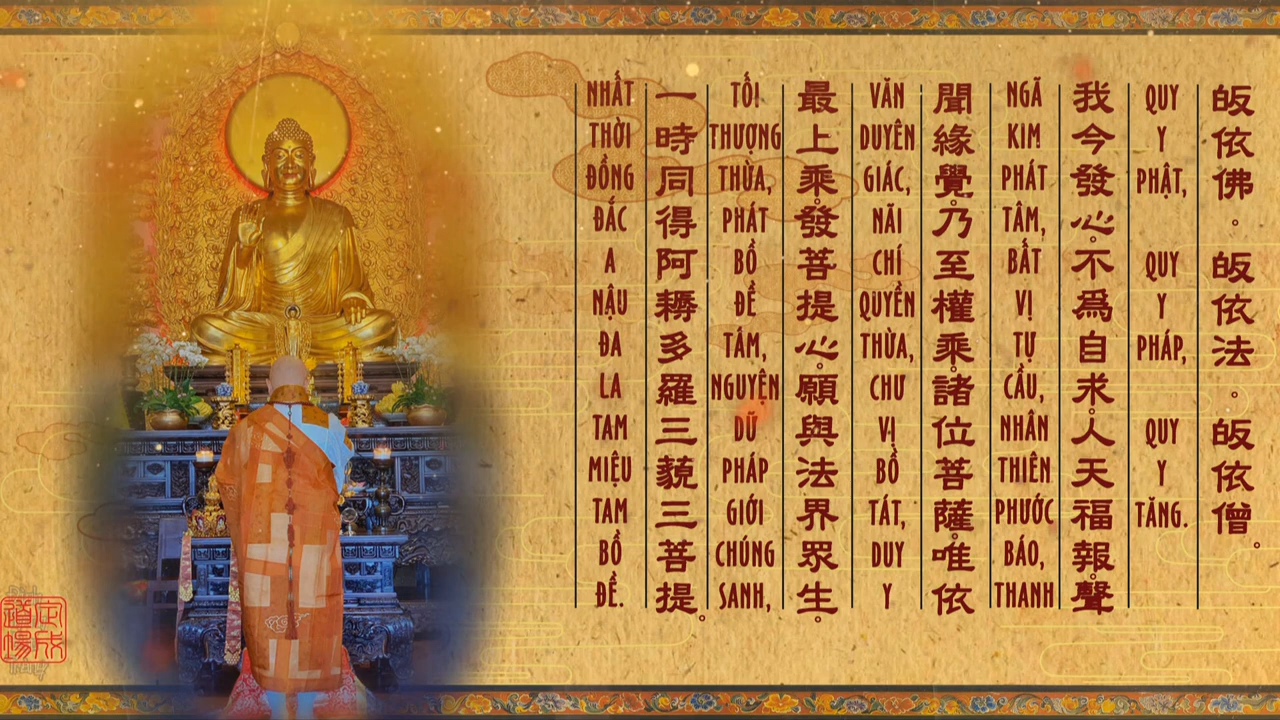 皈依佛。皈依法。皈依僧。
QUY Y PHẬT, QUY Y PHÁP, QUY Y TĂNG.
我今發心。不爲自求。人天福報。聲
NGÃ KIM PHÁT TÂM, BẤT VỊ TỰ CẦU, NHÂN THIÊN PHƯỚC BÁO, THANH
聞緣覺。乃至權乘。諸位菩薩。唯依
VĂN DUYÊN GIÁC, NÃI CHÍ QUYỀN THỪA, CHƯ VỊ BỒ TÁT, DUY Y
最上乘。發菩提心。願與法界眾生。
TỐI THƯỢNG THỪA, PHÁT BỒ ĐỀ TÂM, NGUYỆN DỮ PHÁP GIỚI CHÚNG SANH,
一時同得阿耨多羅三藐三菩提。
NHẤT THỜI ĐỒNG ĐẮC A NẬU ĐA LA TAM MIỆU TAM BỒ ĐỀ.